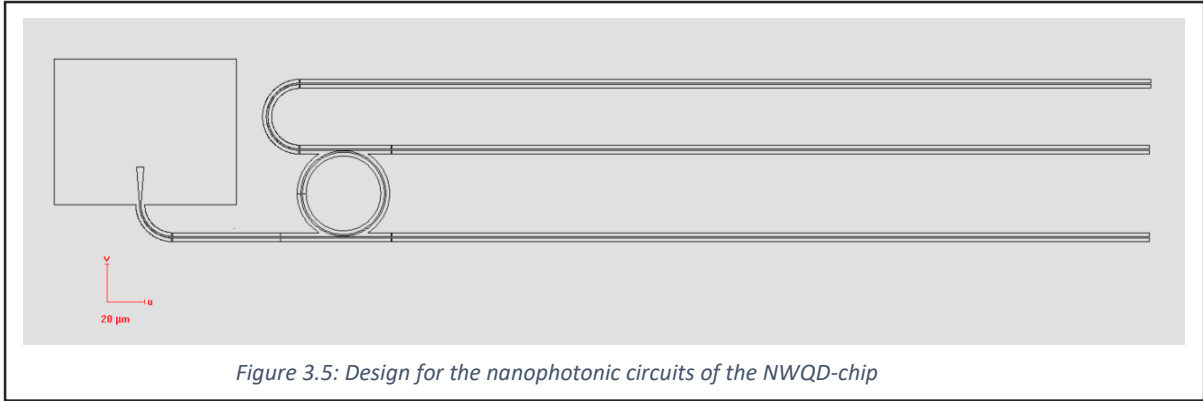 v
u
20 µm
Figure 3.5: Design for the nanophotonic circuits of the NWQD-chip